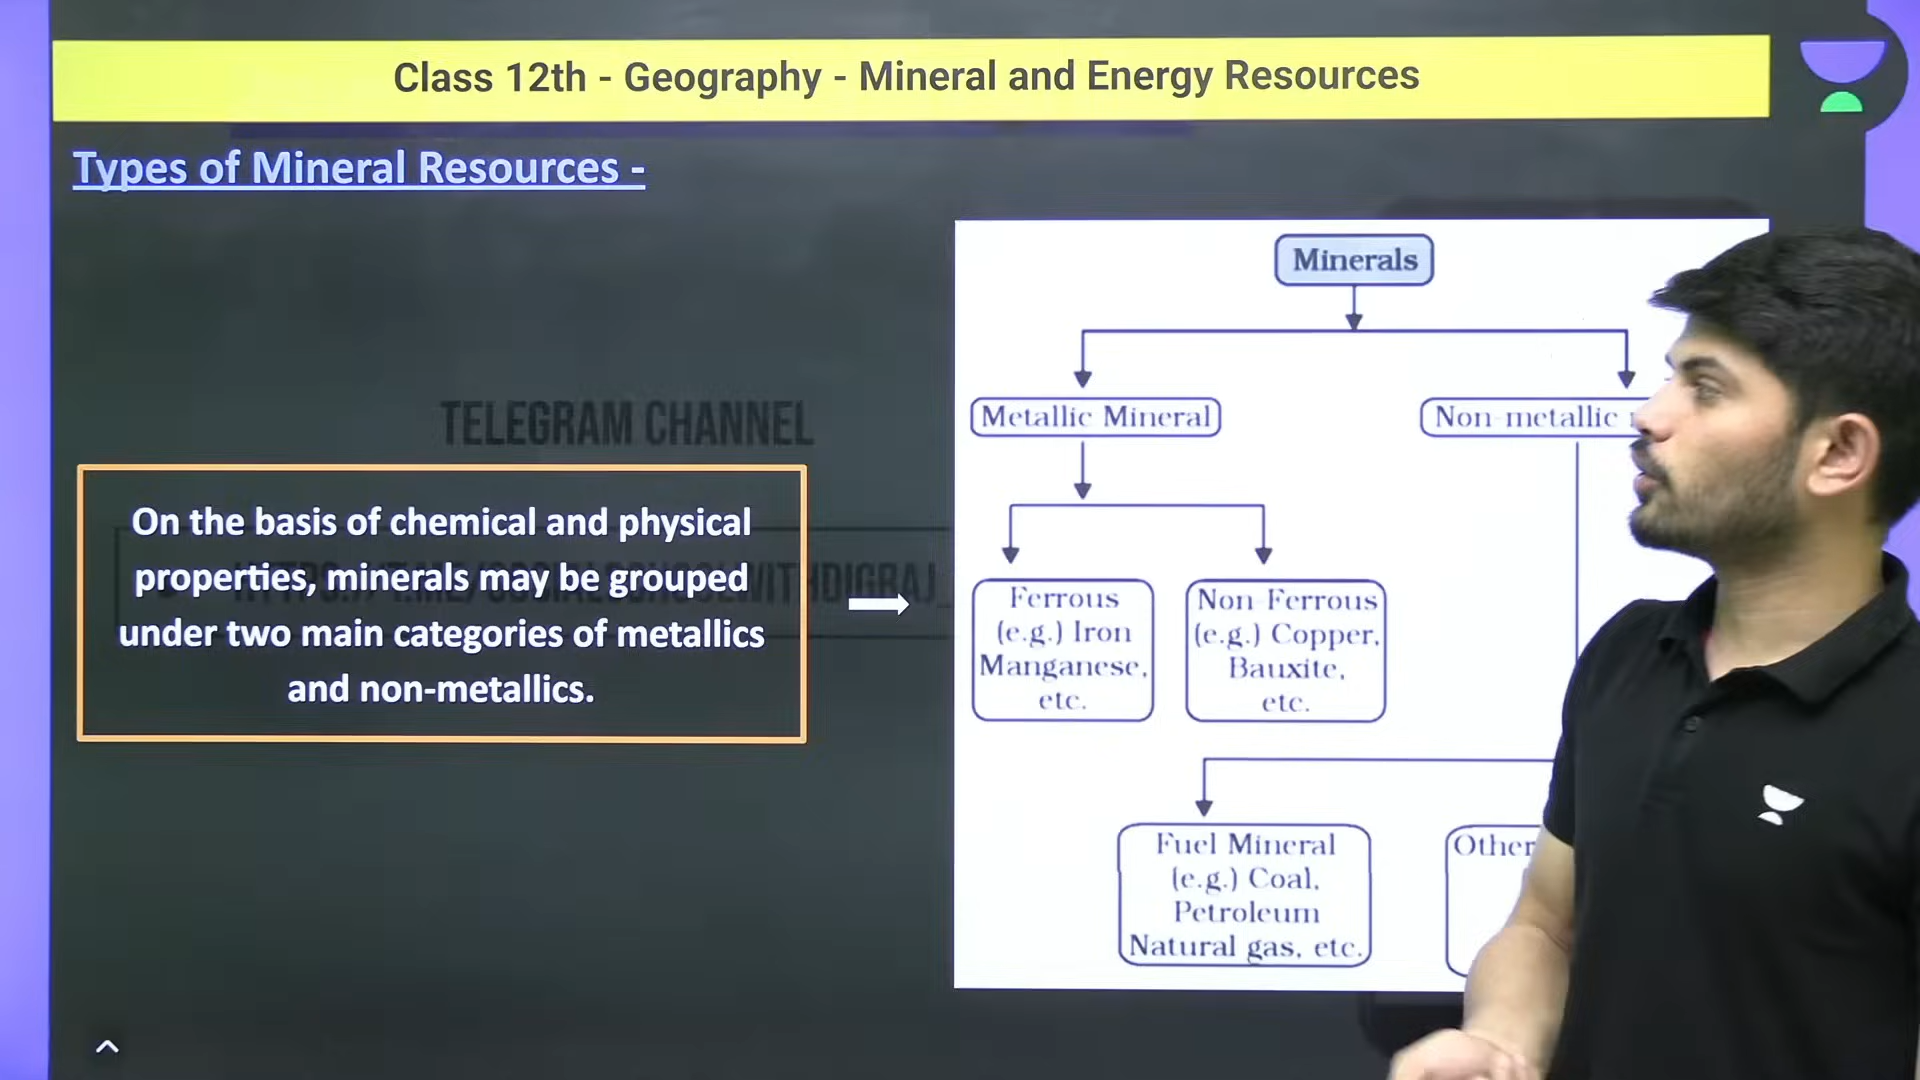 Class 12th - Geography - Mineral and Energy Resources
Types of Mineral Resources -
TELEGRAM CHANNEL
On the basis of chemical and physical
properties, minerals may be grouped
under two main categories of metallics
and non-metallics.
Minerals
Metallic Mineral
Non-metallic
Ferrous
(e.g.) Iron
Manganese,
etc.
Non-Ferrous
(e.g.) Copper,
Bauxite,
etc.
Fuel Mineral
(e.g.) Coal,
Petroleum
Natural gas, etc.
Other